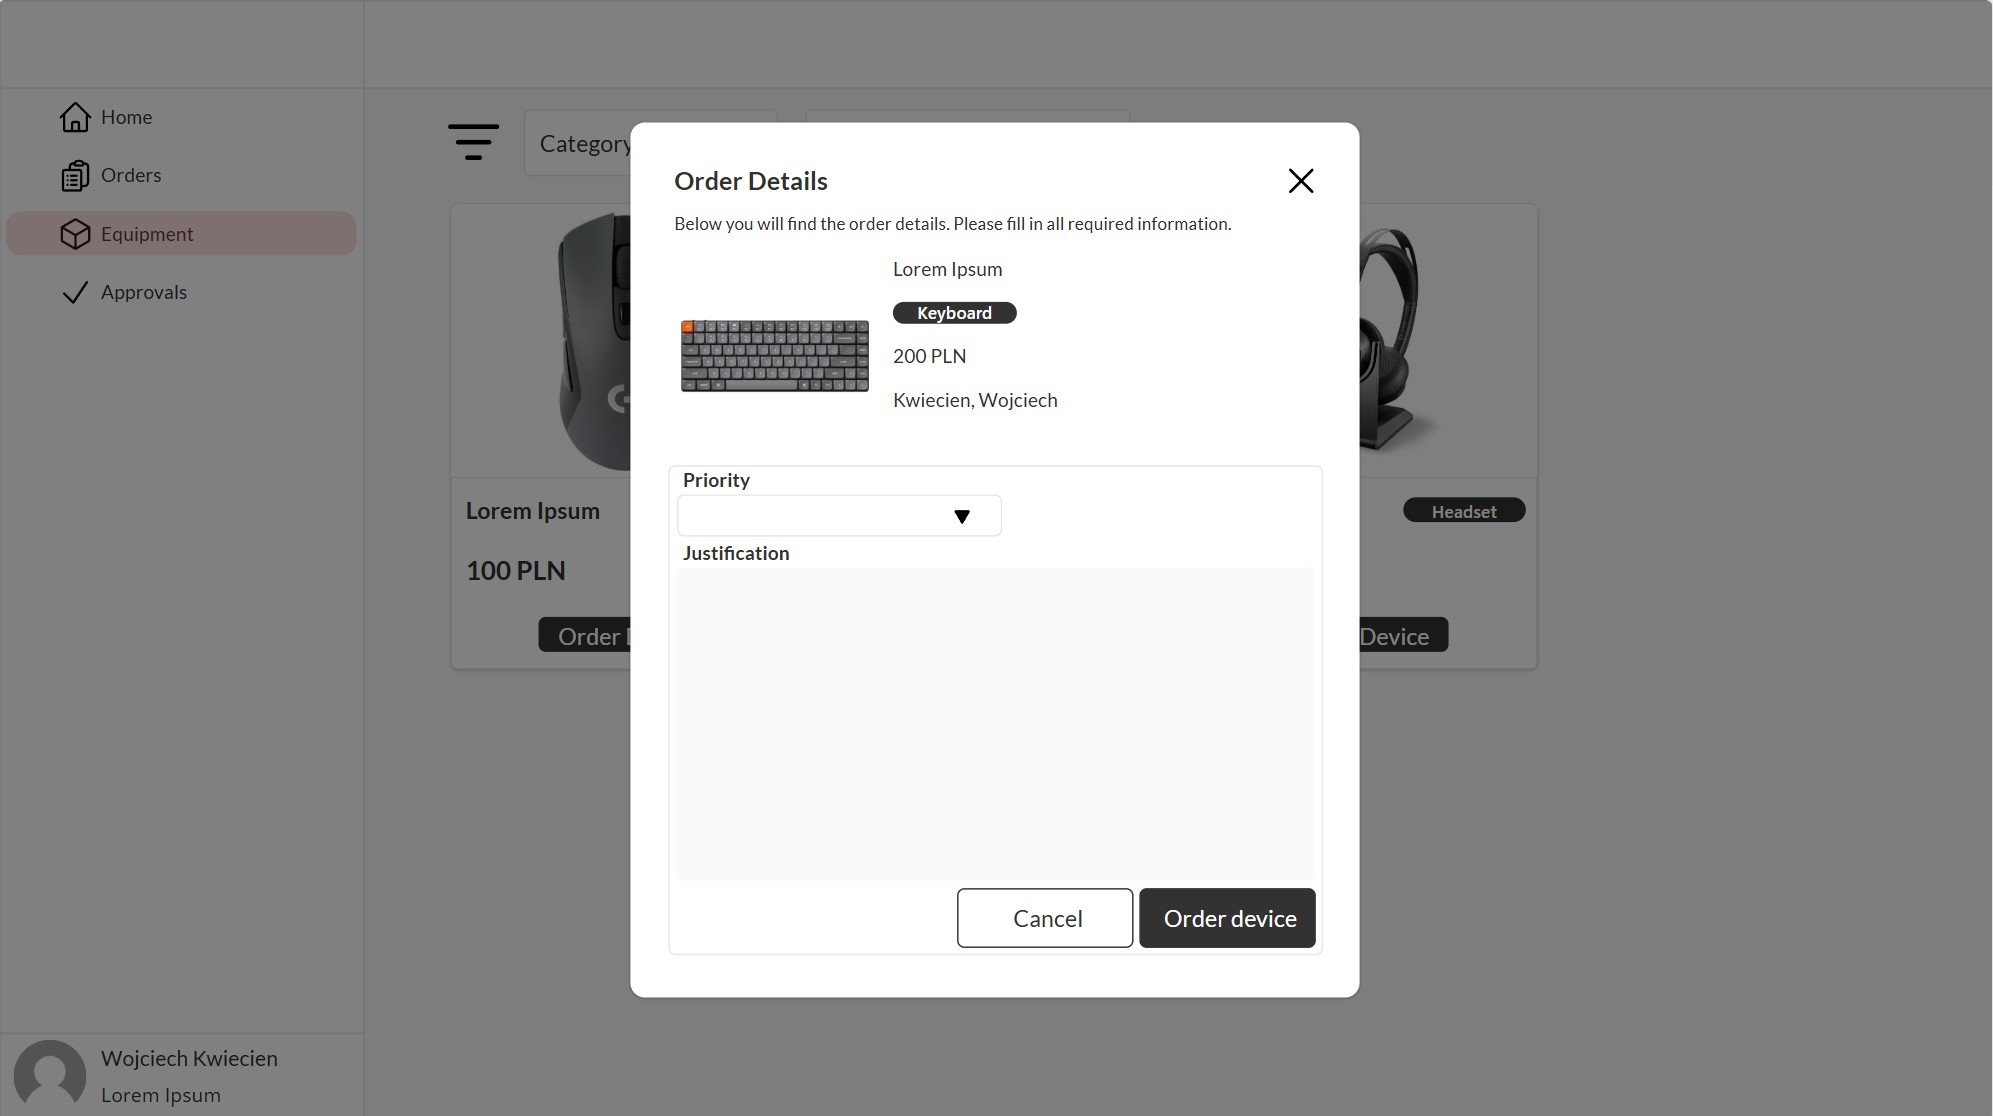 Home
Orders
Equipment
Approvals
Wojciech Kwiecien
Lorem Ipsum
Category
Order Details
Below you will find the order details. Please fill in all required information.
Lorem Ipsum
Keyboard
200 PLN
Kwiecien, Wojciech
Priority
Justification
Cancel
Order device
Lorem Ipsum
100 PLN
Order
Headset
Device